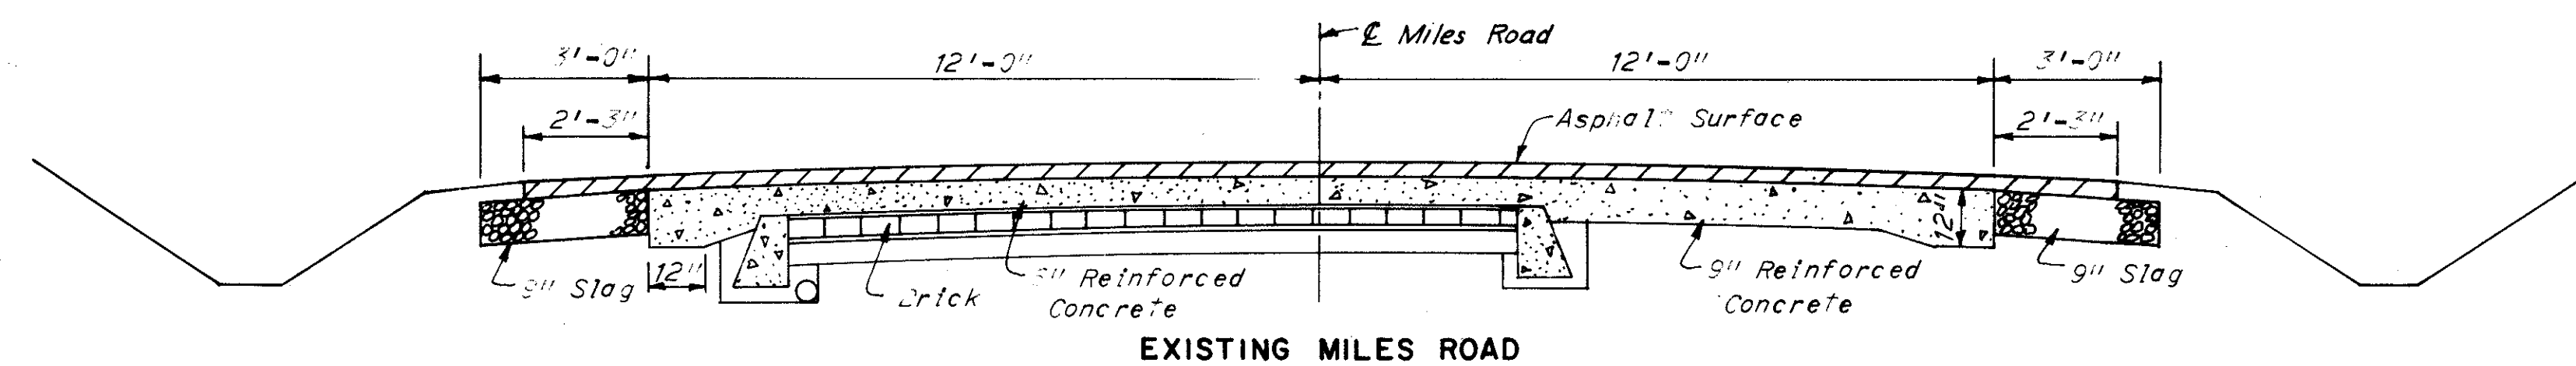 ℄ Miles Road
3'-0"
12'-0"
12'-0"
3'-0"
2'-3"
Asphalt Surface
2'-3"
12"
12"
9" Slag
Brick
Reinforced
Concrete
9" Reinforced
Concrete
9" Slag
EXISTING MILES ROAD